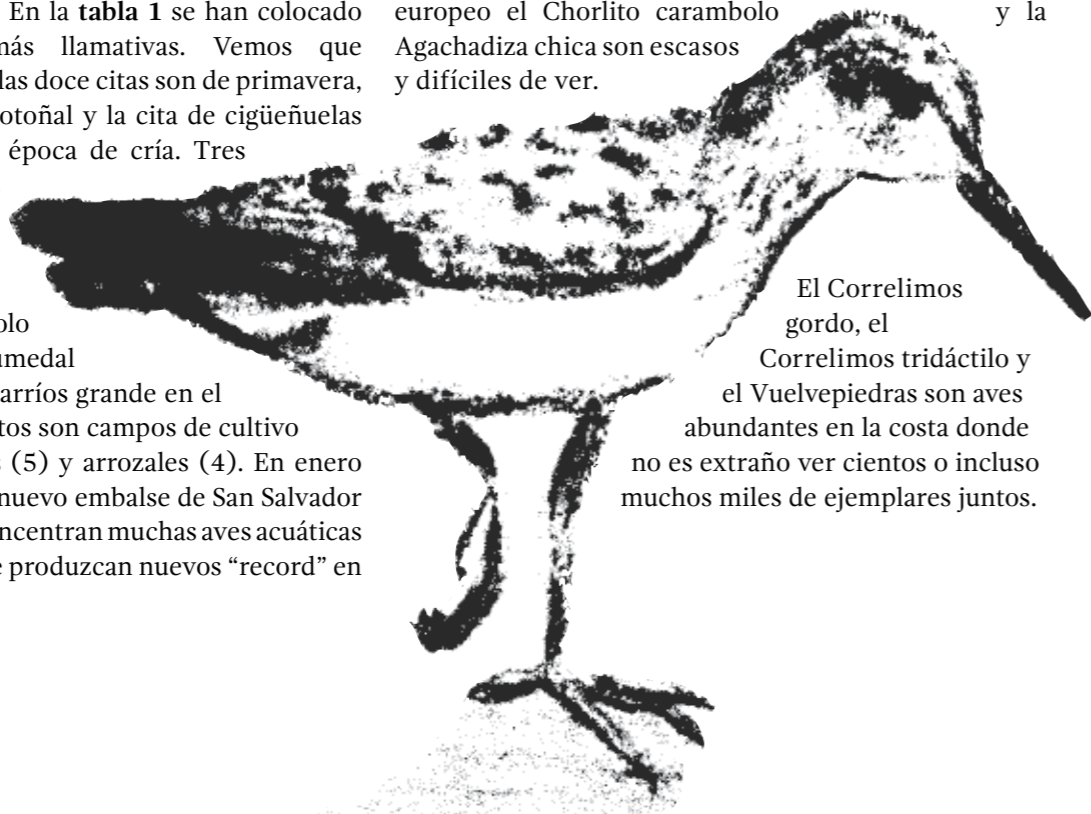 En la tabla 1 se han colocado
más llamativas. Vemos que
las doce citas son de primavera,
otoñal y la cita de cigüeñuelas
época de cría. Tres
umedal
arríos grande en el
tos son campos de cultivo
(5) y arrozales (4). En enero
nuevo embalse de San Salvador
ncentran muchas aves acuáticas
e produzcan nuevos “record” en
europeo el Chorlito carambolo y la
Agachadiza chica son escasos
y difíciles de ver.
El Correlimos
gordo, el
Correlimos tridáctilo y
el Vuelvepiedras son aves
abundantes en la costa donde
no es extraño ver cientos o incluso
muchos miles de ejemplares juntos.